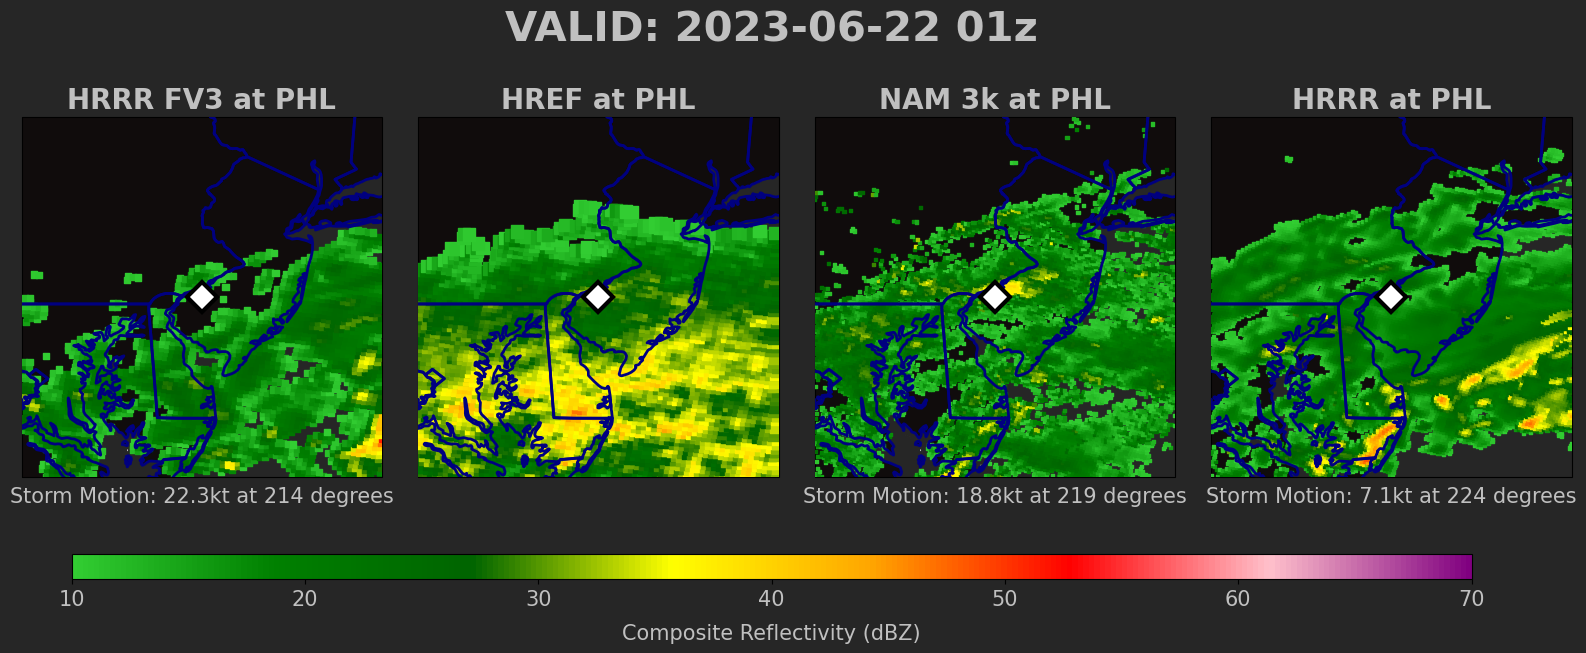 VALID: 2023-06-22 01z
HRRR FV3 at PHL
HREF at PHL
NAM 3k at PHL
HRRR at PHL
Storm Motion: 22.3kt at 214 degrees
Storm Motion: 18.8kt at 219 degrees
Storm Motion: 7.1kt at 224 degrees
10 20 30 40 50 60 70
Composite Reflectivity (dBZ)